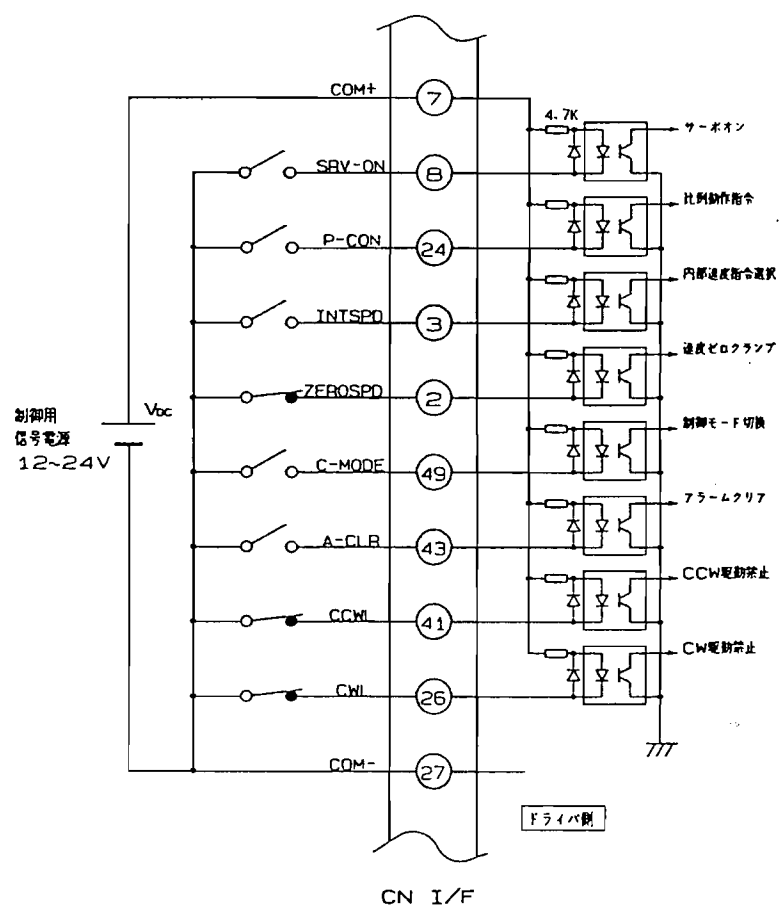 COM+
7
4.7K
サーボオン
SRV-ON
8
比例動作指令
P-CON
24
内部速度指令選択
INTSPD
3
速度ゼロクランプ
ZEROSPD
2
制御用
信号電源
12~24V
VDC
制御モード切換
C-MODE
49
アラームクリア
A-CLR
43
CCW駆動禁止
CCWL
41
CW駆動禁止
CWL
26
COM-
27
ドライバ側
CN I/F